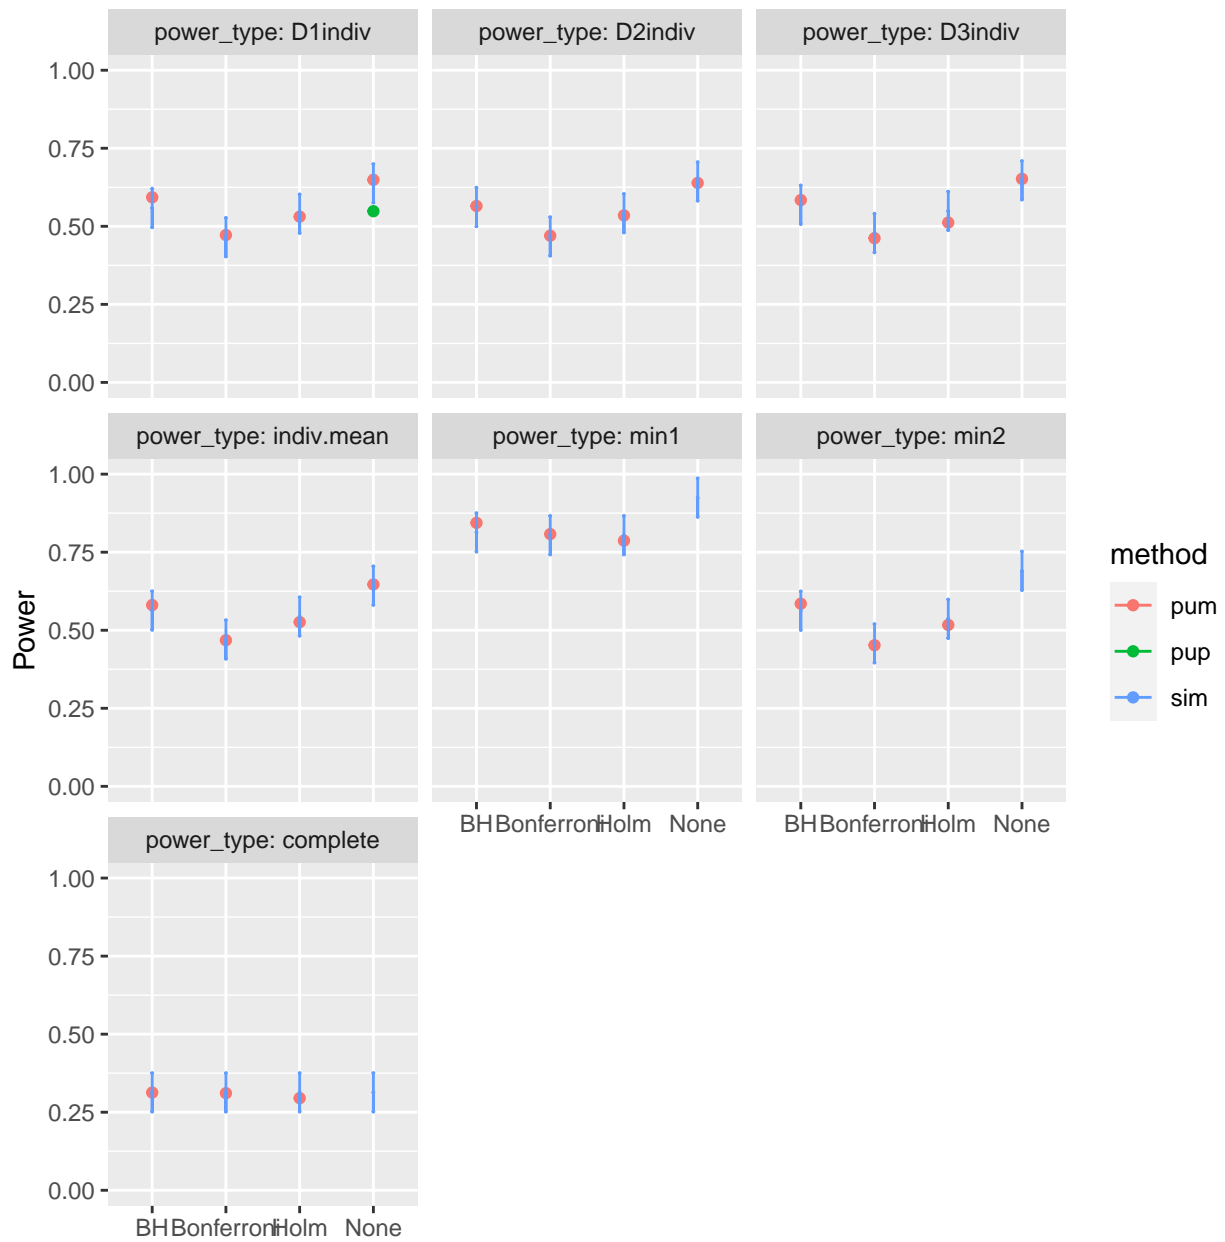 power_type: D1indiv power_type: D2indiv power_type: D3indiv
1.00
0.75
0.50
0.25
0.00
power_type: indiv.mean power_type: min1 power_type: min2
1.00
0.75
0.50
0.25
0.00
BH Bonferroni Holm None BH Bonferroni Holm None
power_type: complete
1.00
0.75
0.50
0.25
0.00
BH Bonferroni Holm None
Power
method
pum
pup
sim